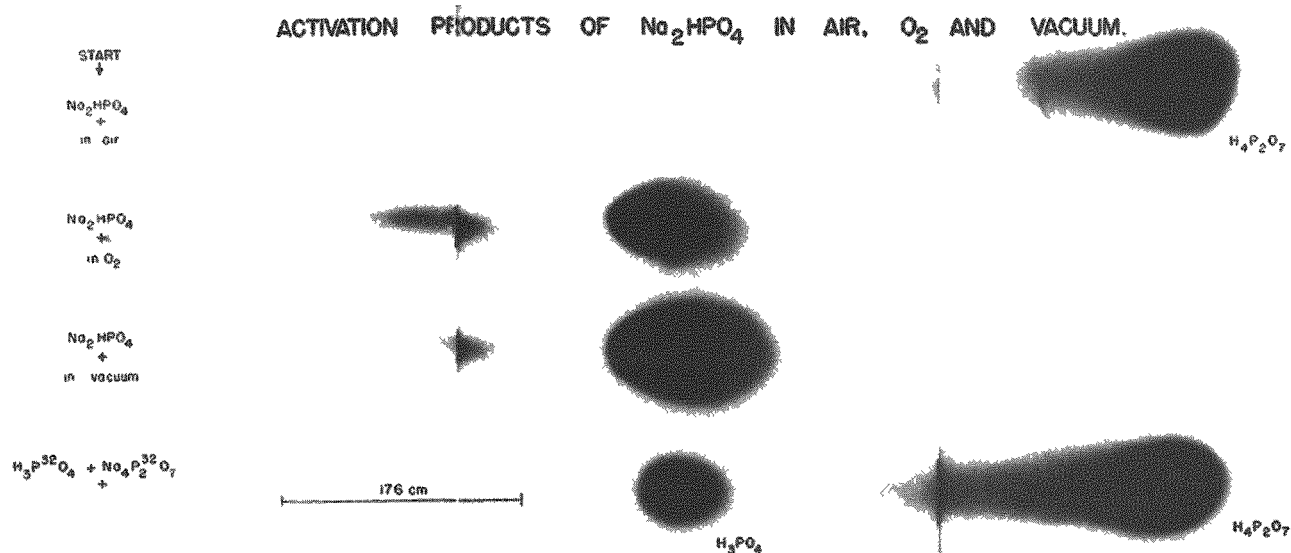 ACTIVATION PRODUCTS OF Na₂HPO₄ IN AIR, O₂ AND VACUUM.
START
↓
Na₂HPO₄
+
in air
H₄P₂O₇
Na₂HPO₄
+
in O₂
Na₂HPO₄
+
in vacuum
H₃P³²O₄ + Na₄P₂³²O₇
+
176 cm
H₃PO₄
H₄P₂O₇